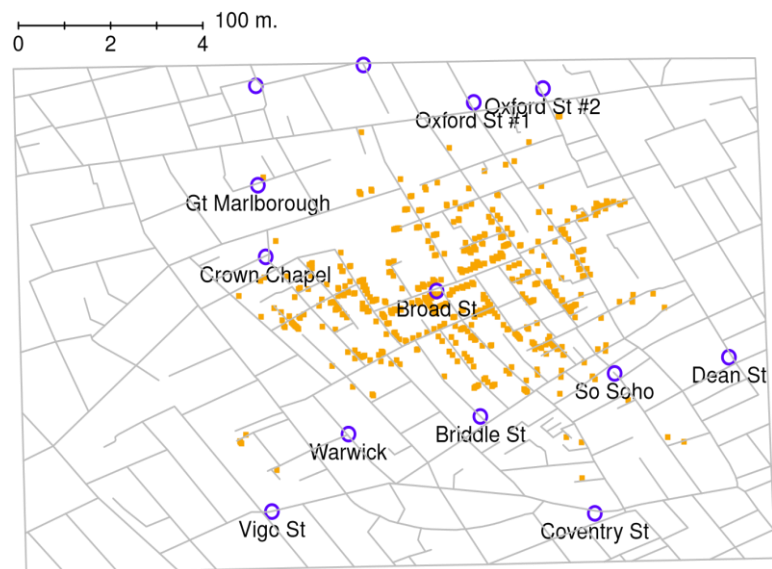 100 m.
0 2 4
Oxford St #2
Oxford St #1
Gt Marlborough
Crown Chapel
Broad St
Dean St
So Soho
Briddle St
Warwick
Vigo St
Coventry St